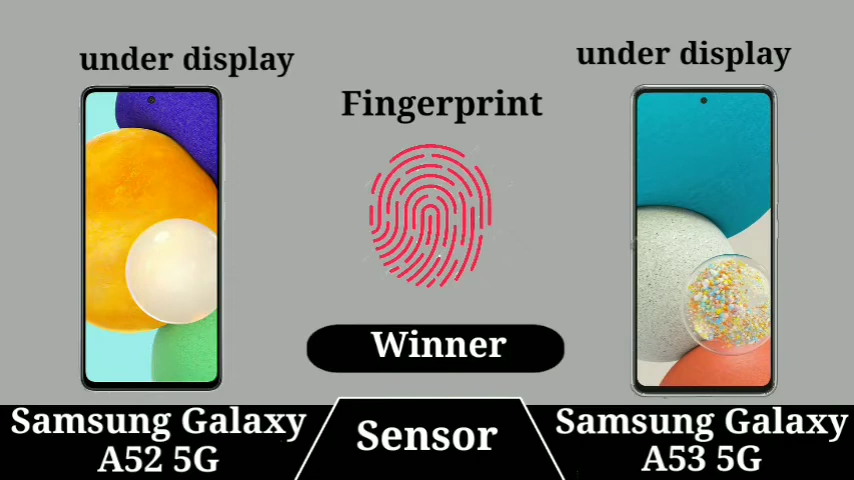 under display
under display
Fingerprint
Winner
Samsung Galaxy
A52 5G
Sensor
Samsung Galaxy
A53 5G